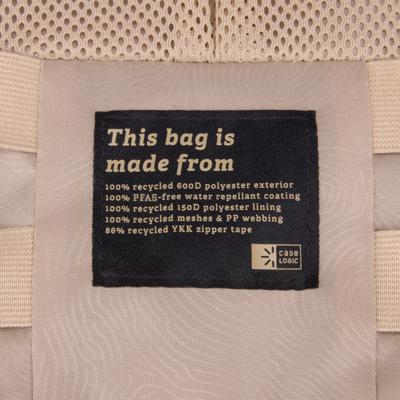 This bag is
made from
100% recycled 600D polyester exterior
100% PFAS-free water repellant coating
100% recycled 150D polyester lining
100% recycled meshes & PP webbing
86% recycled YKK zipper tape
case
LOGIC